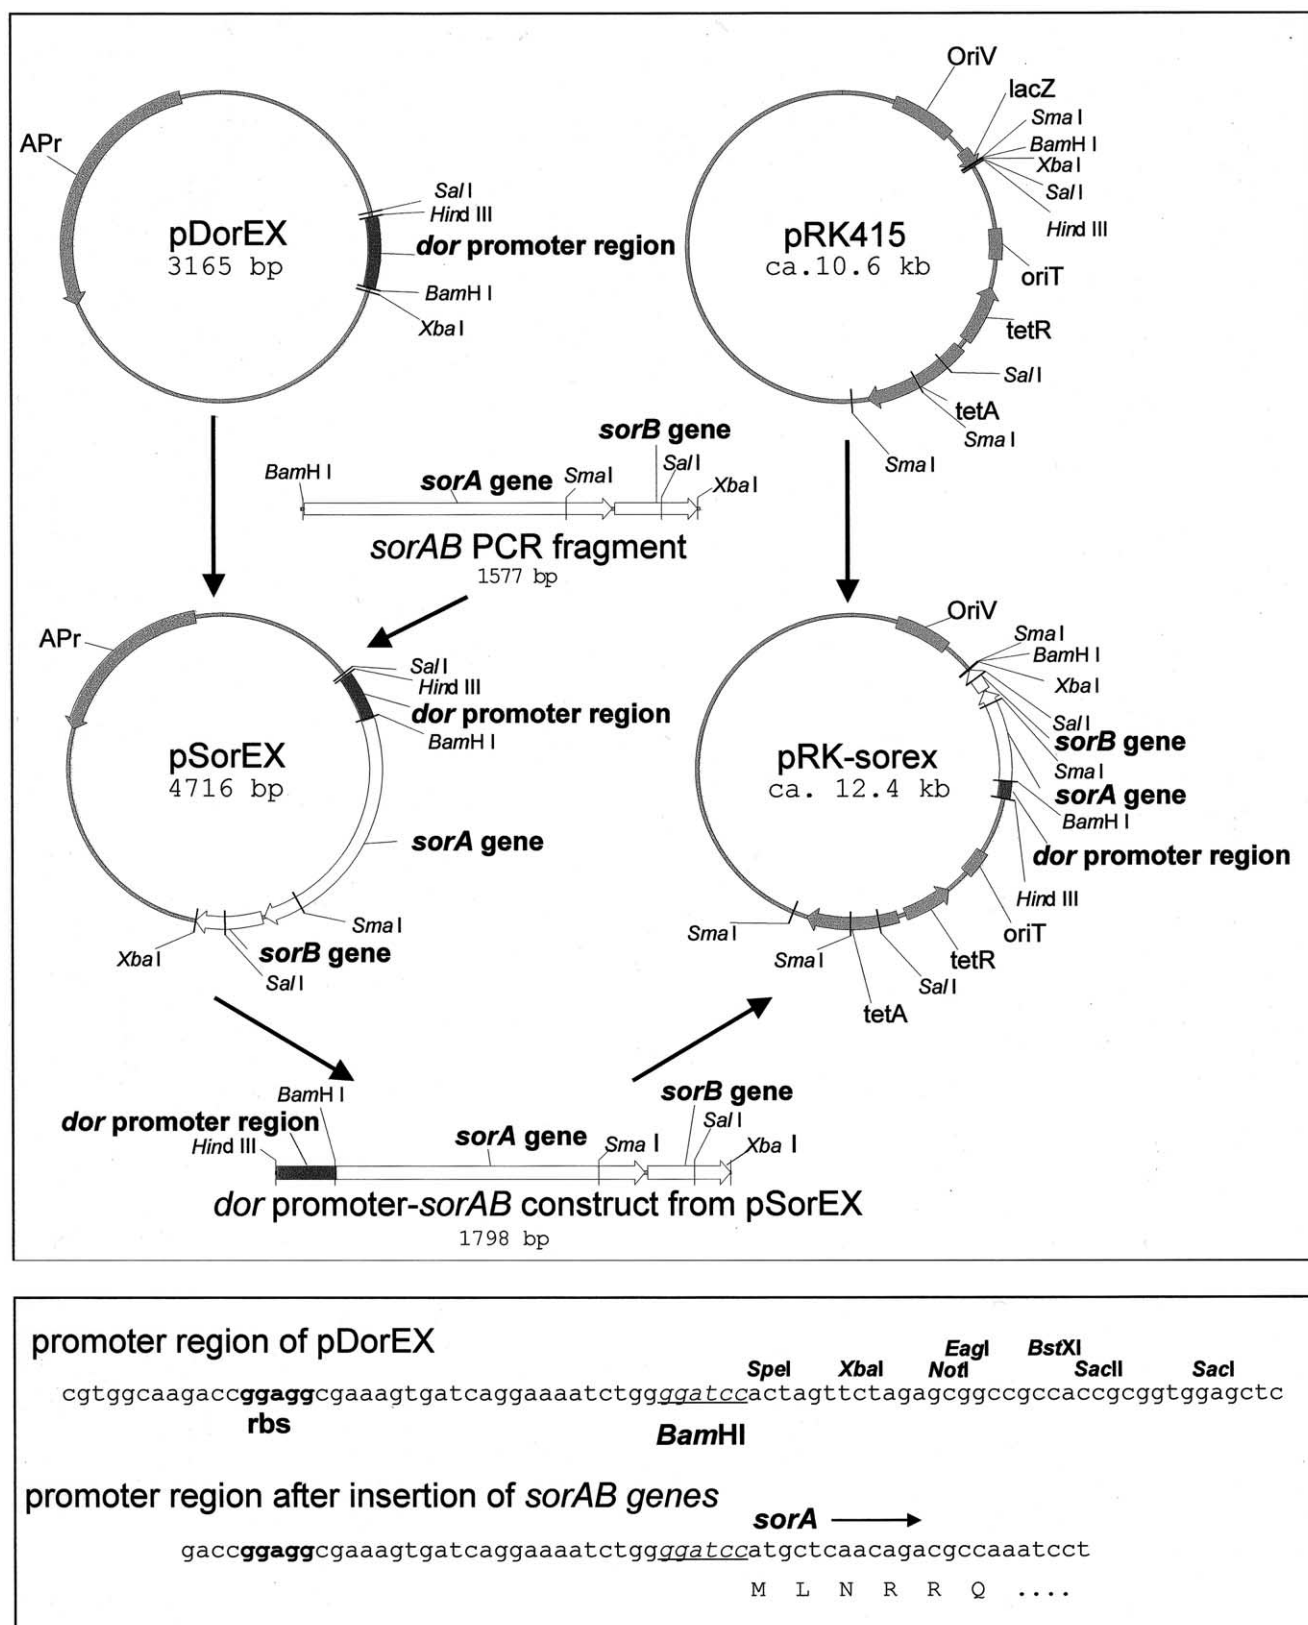 OriV
lacZ
Sma I
BamH I
Xba I
Sal I
Hind III
APr
Sal I
Hind III
dor promoter region
BamH I
Xba I
pDorEX
3165 bp
pRK415
ca.10.6 kb
oriT
tetR
Sal I
tetA
Sma I
Sma I
sorB gene
BamH I
sorA gene
Sma I
Sal I
Xba I
sorAB PCR fragment
1577 bp
APr
Sal I
Hind III
dor promoter region
BamH I
pSorEX
4716 bp
sorA gene
Sma I
sorB gene
Xba I
Sal I
OriV
Sma I
BamH I
Xba I
Sal I
sorB gene
Sma I
sorA gene
BamH I
dor promoter region
Hind III
pRK-sorex
ca. 12.4 kb
oriT
tetR
Sal I
tetA
Sma I
Sma I
BamH I
dor promoter region
Hind III
sorA gene
Sma I
sorB gene
Sal I
Xba I
dor promoter-sorAB construct from pSorEX
1798 bp
promoter region of pDorEX
EagI BstXI
SpeI XbaI NotI SacII SacI
cgtggcaagaccggaggcgaaagtgatcaggaaaatctggggatccactagttctagagcggccgccaccgcggtggagctc
rbs
BamHI
promoter region after insertion of sorAB genes
sorA
gaccggaggcgaaagtgatcaggaaaatctggggatccatgctcaacagacgccaaatcct
M L N R R Q ....